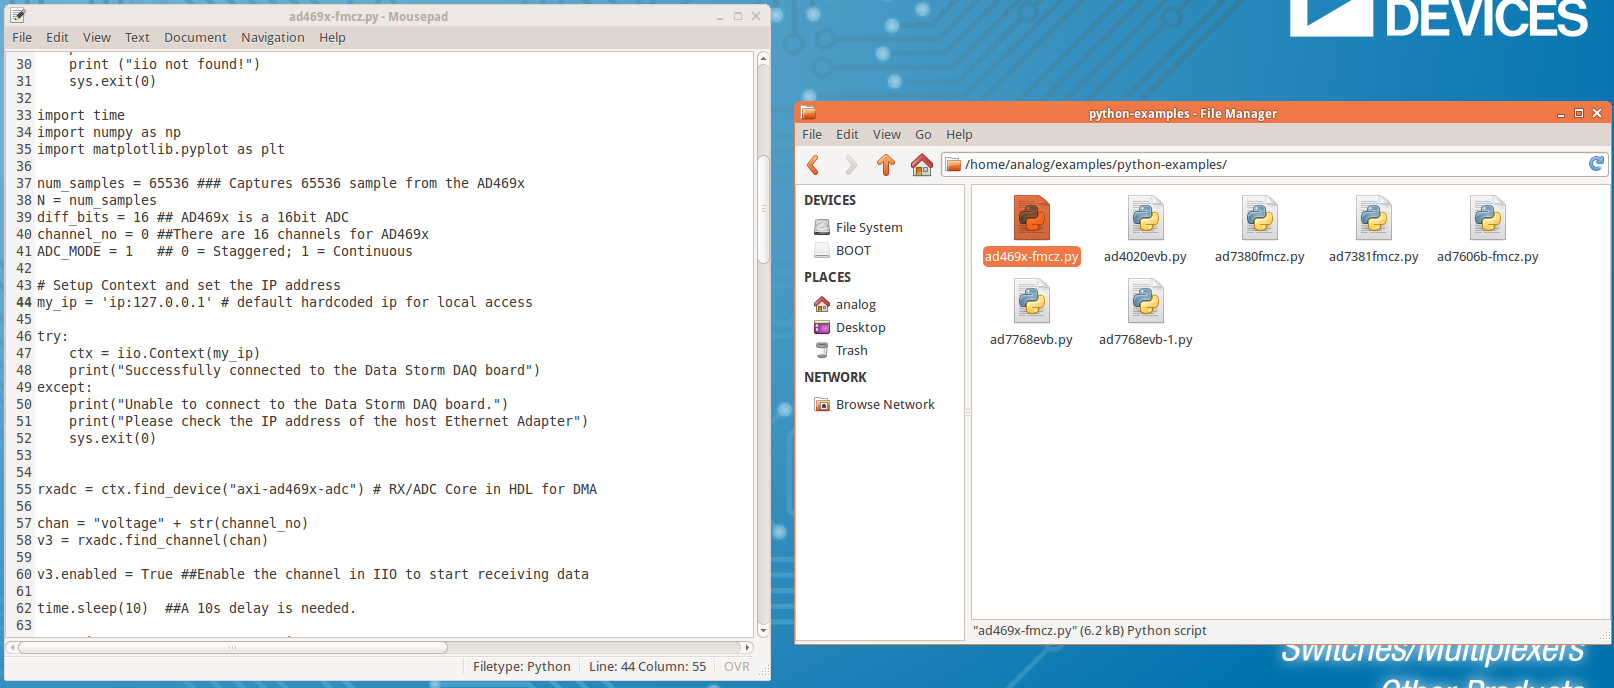 ad469x-fmcz.py - Mousepad
File Edit View Text Document Navigation Help
30 print ("iio not found!")
31 sys.exit(0)
32
33 import time
34 import numpy as np
35 import matplotlib.pyplot as plt
36
37 num_samples = 65536 ### Captures 65536 sample from the AD469x
38 N = num_samples
39 diff_bits = 16 ## AD469x is a 16bit ADC
40 channel_no = 0 ##There are 16 channels for AD469x
41 ADC_MODE = 1   ## 0 = Staggered; 1 = Continuous
42
43 # Setup Context and set the IP address
44 my_ip = 'ip:127.0.0.1' # default hardcoded ip for local access
45
46 try:
47     ctx = iio.Context(my_ip)
48     print("Successfully connected to the Data Storm DAQ board")
49 except:
50     print("Unable to connect to the Data Storm DAQ board.")
51     print("Please check the IP address of the host Ethernet Adapter")
52     sys.exit(0)
53
54
55 rxadc = ctx.find_device("axi-ad469x-adc") # RX/ADC Core in HDL for DMA
56
57 chan = "voltage" + str(channel_no)
58 v3 = rxadc.find_channel(chan)
59
60 v3.enabled = True ##Enable the channel in IIO to start receiving data
61
62 time.sleep(10)  ##A 10s delay is needed.
63
Filetype: Python Line: 44 Column: 55 OVR
DEVICES
python-examples - File Manager
File Edit View Go Help
/home/analog/examples/python-examples/
DEVICES
File System
BOOT
PLACES
analog
Desktop
Trash
NETWORK
Browse Network
ad469x-fmcz.py ad4020evb.py ad7380fmcz.py ad7381fmcz.py ad7606b-fmcz.py
ad7768evb.py ad7768evb-1.py
"ad469x-fmcz.py" (6.2 kB) Python script
Switches/Multiplexers
Other Products